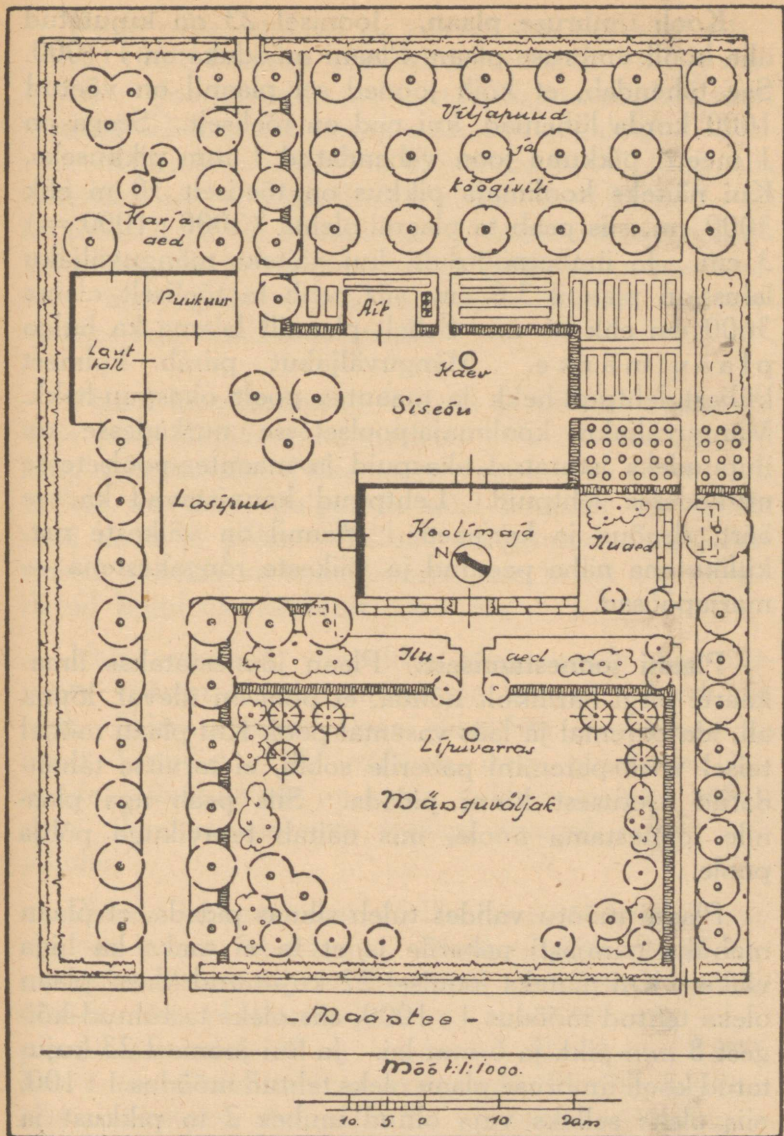 Viljapuud
ja
köögivili
Karja-
aed
Puukuur
Ait
Laut
tall
Kaev
Siseõu
Lasipuu
Koolimaja
N
Iluaed
Ilu- aed
Lipuvarras
Mänguväljak
- Maantee -
Mõõt. 1:1000.
10. 5. 0 10 20m